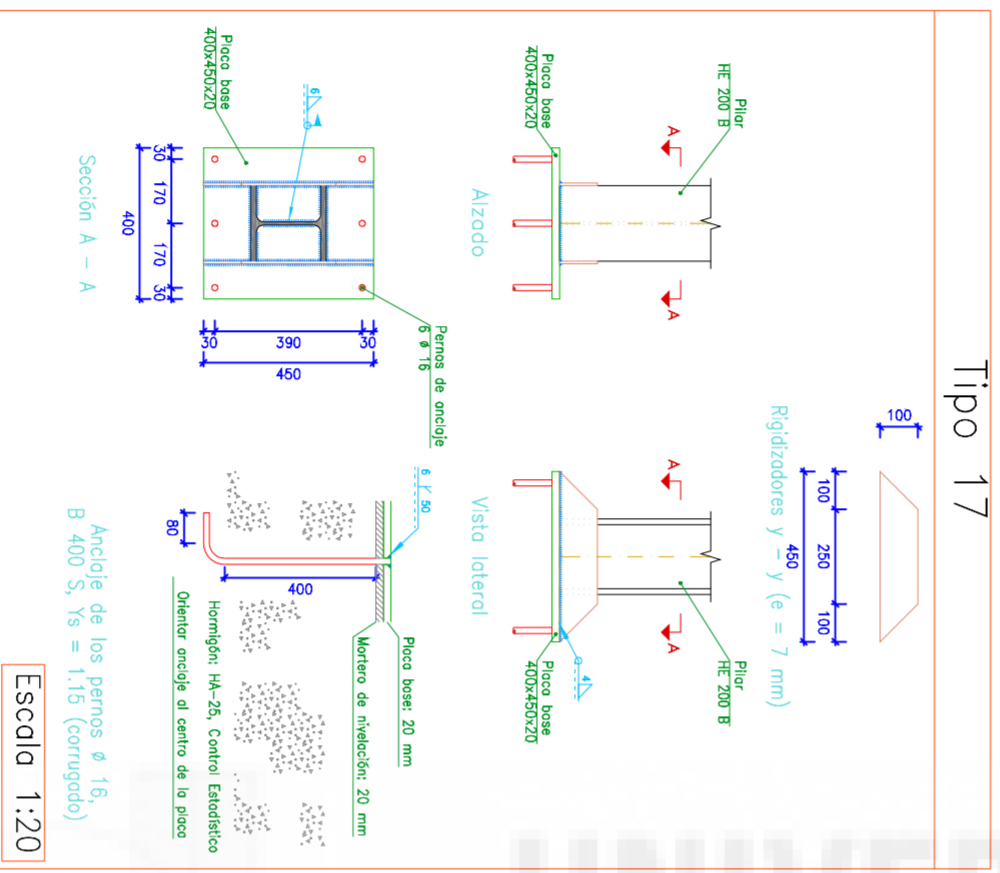 Tipo 17
Pilar
HE 200 B
A
A
Placa base
400x450x20
Alzado
Placa base
400x450x20
6
30
170
170
30
400
Sección A - A
30
390
30
450
Pernos de anclaje
6 ø 16
100
100
250
100
450
Rigidizadores y - y (e = 7 mm)
A
A
Pilar
HE 200 B
4
Placa base
400x450x20
Vista lateral
6
50
80
400
Placa base: 20 mm
Mortero de nivelación: 20 mm
Hormigón: HA-25, Control Estadístico
Orientar anclaje al centro de la placa
Anclaje de los pernos ø 16,
B 400 S, Ys = 1.15 (corrugado)
Escala 1:20